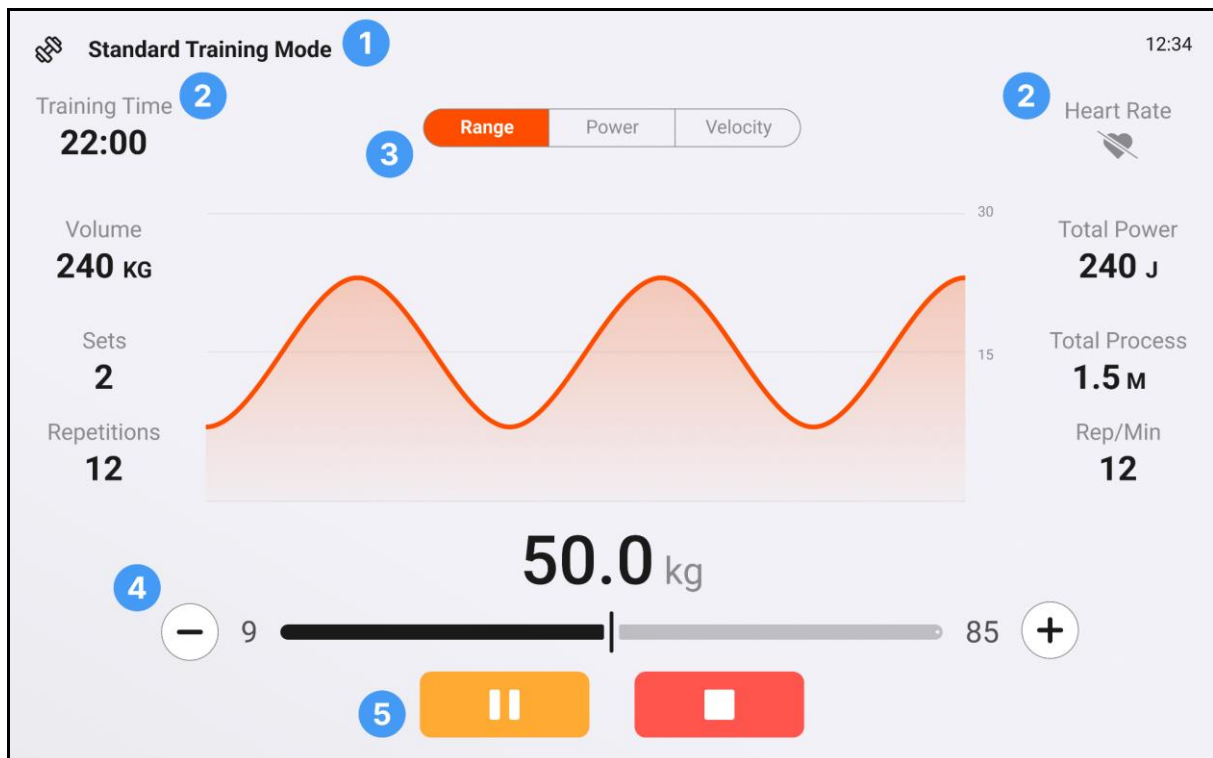 Standard Training Mode 1
12:34
Training Time 2
22:00
2 Heart Rate
3
Range Power Velocity
Volume
240 KG
Sets
2
Repetitions
12
30
15
Total Power
240 J
Total Process
1.5 M
Rep/Min
12
50.0 kg
4
9 85
5